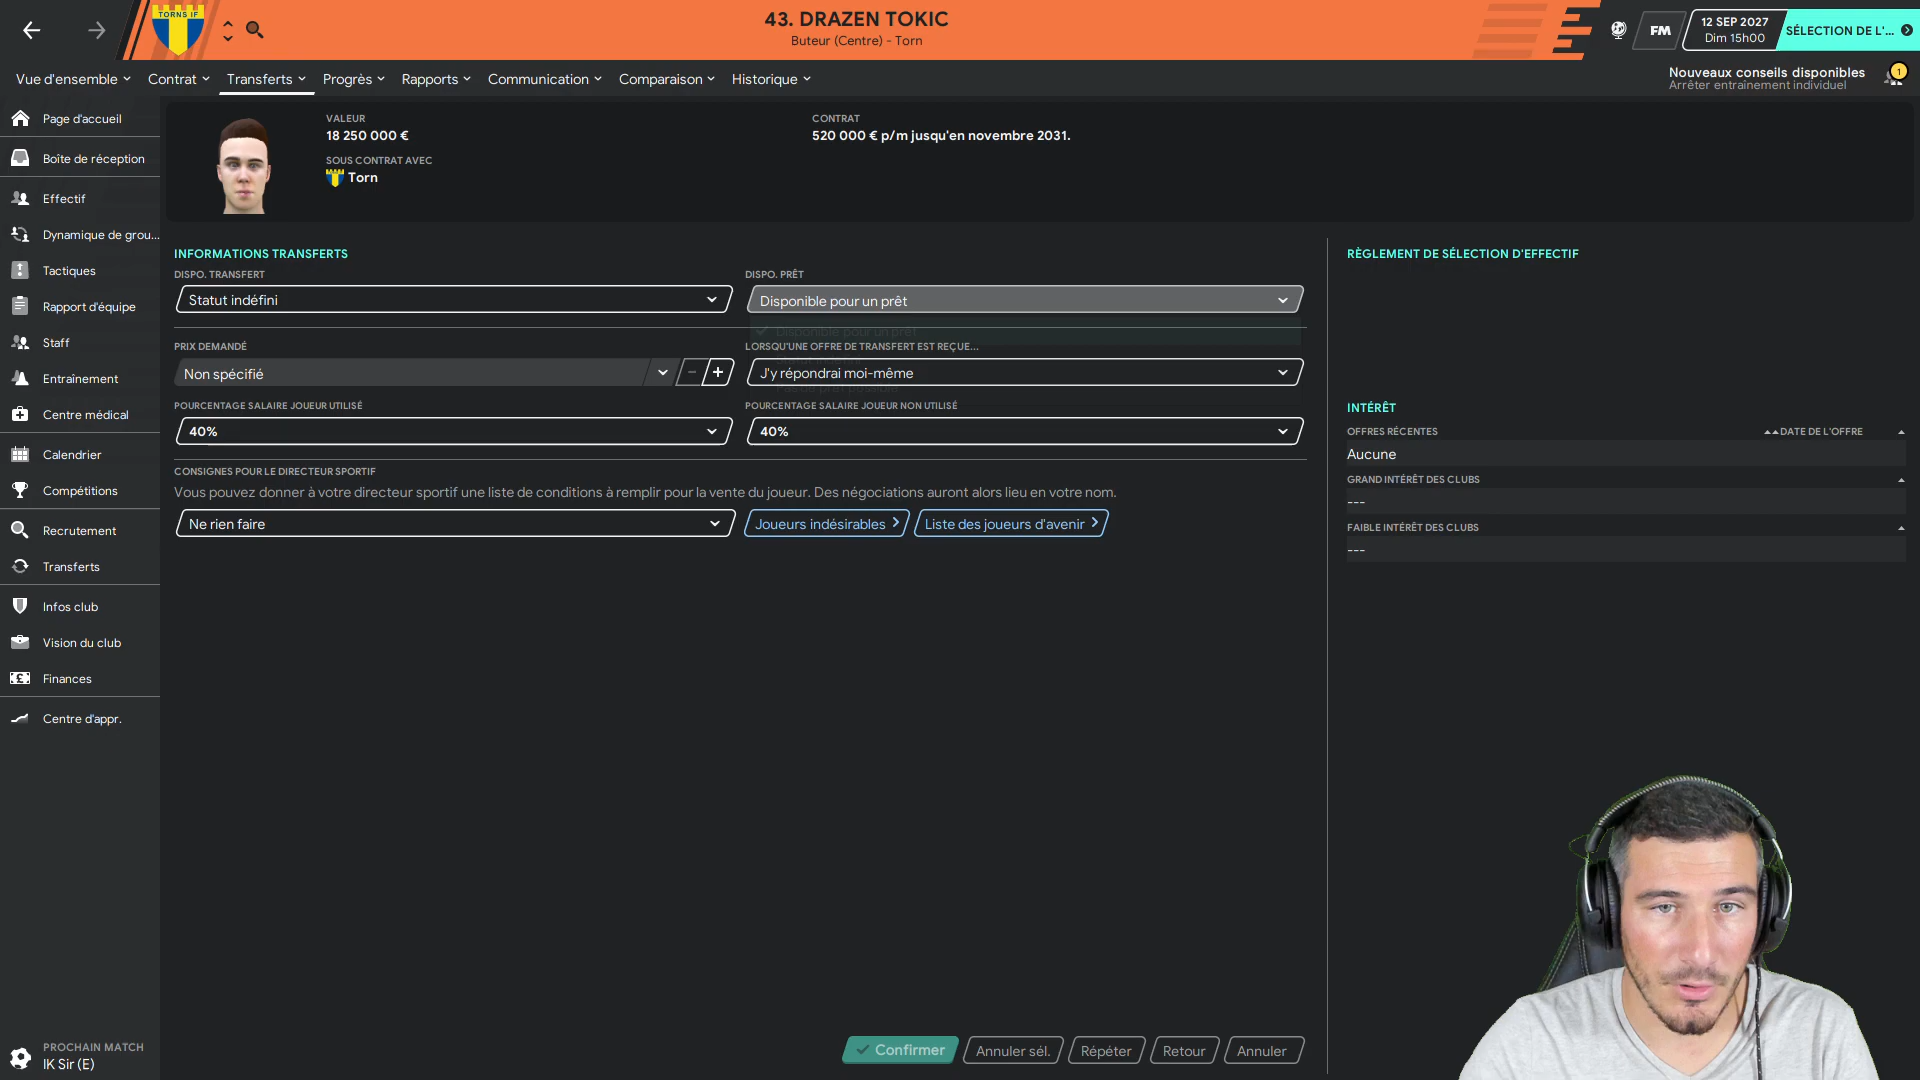 TORNS IF
43. DRAZEN TOKIC
Buteur (Centre) - Torn
FM
12 SEP 2027
Dim 15h00
SÉLECTION DE L'...
Vue d'ensemble
Contrat
Transferts
Progrès
Rapports
Communication
Comparaison
Historique
Nouveaux conseils disponibles
Arrêter entraînement individuel
1
Page d'accueil
Boîte de réception
Effectif
Dynamique de grou...
Tactiques
Rapport d'équipe
Staff
Entraînement
Centre médical
Calendrier
Compétitions
Recrutement
Transferts
Infos club
Vision du club
Finances
Centre d'appr.
PROCHAIN MATCH
IK Sir (E)
VALEUR
18 250 000 €
SOUS CONTRAT AVEC
Torn
CONTRAT
520 000 € p/m jusqu'en novembre 2031.
INFORMATIONS TRANSFERTS
DISPO. TRANSFERT
Statut indéfini
DISPO. PRÊT
Disponible pour un prêt
Disponible pour un prêt
PRIX DEMANDÉ
Non spécifié
LORSQU'UNE OFFRE DE TRANSFERT EST REÇUE...
J'y répondrai moi-même
POURCENTAGE SALAIRE JOUEUR UTILISÉ
40%
POURCENTAGE SALAIRE JOUEUR NON UTILISÉ
40%
CONSIGNES POUR LE DIRECTEUR SPORTIF
Vous pouvez donner à votre directeur sportif une liste de conditions à remplir pour la vente du joueur. Des négociations auront alors lieu en votre nom.
Ne rien faire
Joueurs indésirables
Liste des joueurs d'avenir
RÈGLEMENT DE SÉLECTION D'EFFECTIF
INTÉRÊT
OFFRES RÉCENTES
DATE DE L'OFFRE
Aucune
GRAND INTÉRÊT DES CLUBS
---
FAIBLE INTÉRÊT DES CLUBS
---
Confirmer
Annuler sél.
Répéter
Retour
Annuler